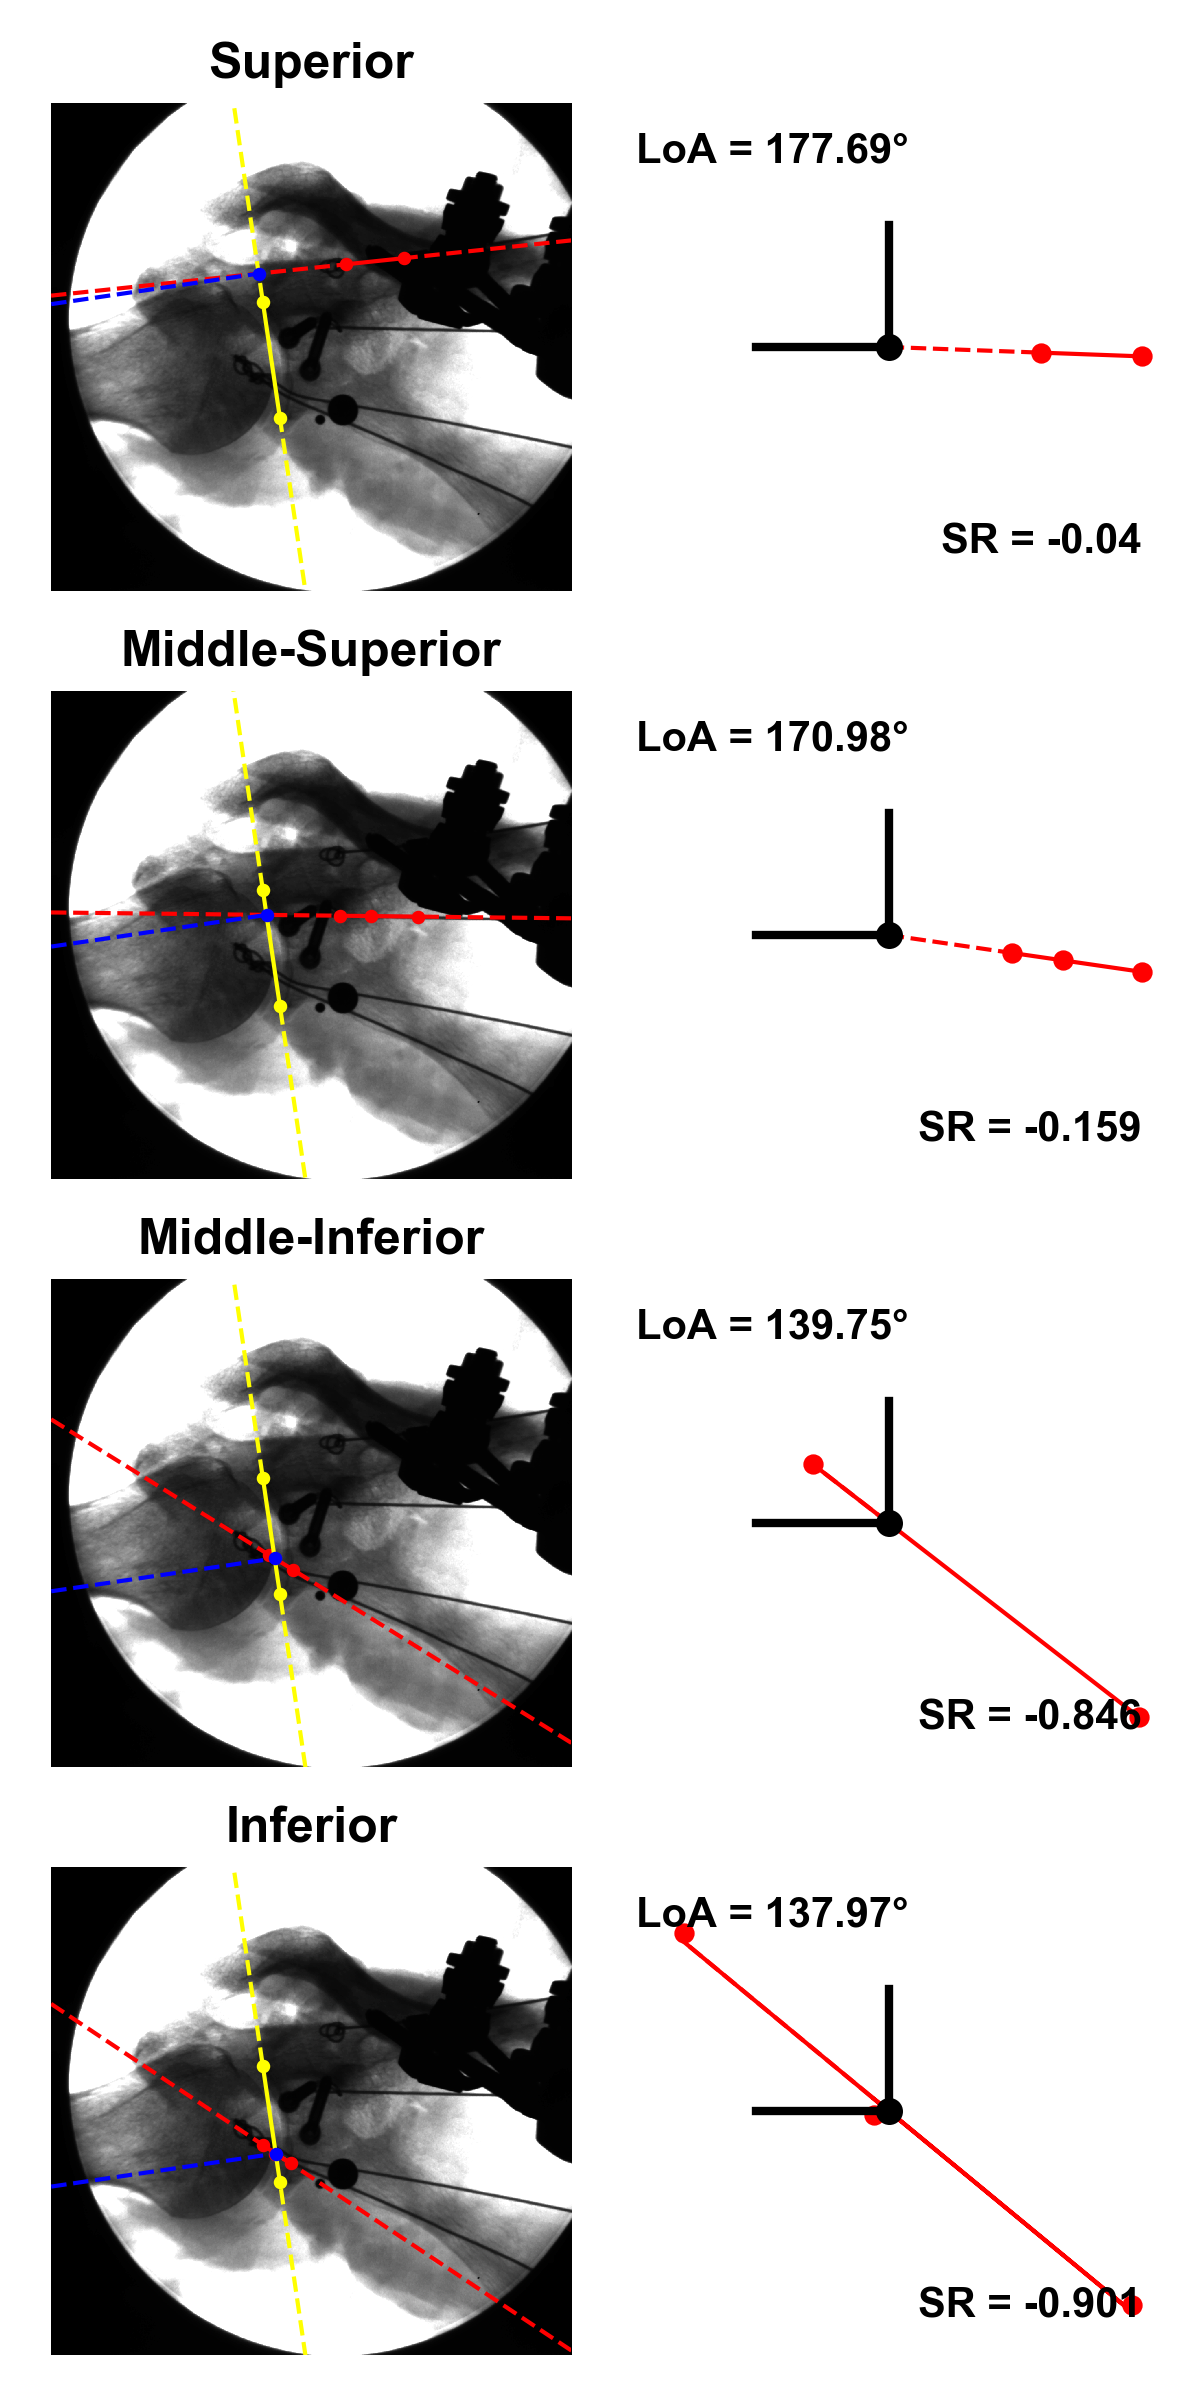 Superior
LoA = 177.69°
SR = -0.04
Middle-Superior
LoA = 170.98°
SR = -0.159
Middle-Inferior
LoA = 139.75°
SR = -0.846
Inferior
LoA = 137.97°
SR = -0.901